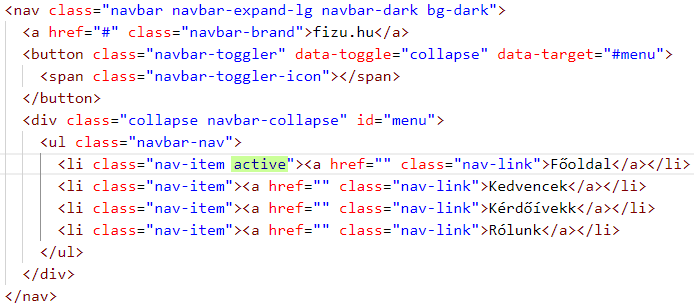 <nav class="navbar navbar-expand-lg navbar-dark bg-dark">
<a href="#" class="navbar-brand">fizu.hu</a>
<button class="navbar-toggler" data-toggle="collapse" data-target="#menu">
<span class="navbar-toggler-icon"></span>
</button>
<div class="collapse navbar-collapse" id="menu">
<ul class="navbar-nav">
<li class="nav-item active"><a href="" class="nav-link">Főoldal</a></li>
<li class="nav-item"><a href="" class="nav-link">Kedvencek</a></li>
<li class="nav-item"><a href="" class="nav-link">Kérdőívekk</a></li>
<li class="nav-item"><a href="" class="nav-link">Rólunk</a></li>
</ul>
</div>
</nav>